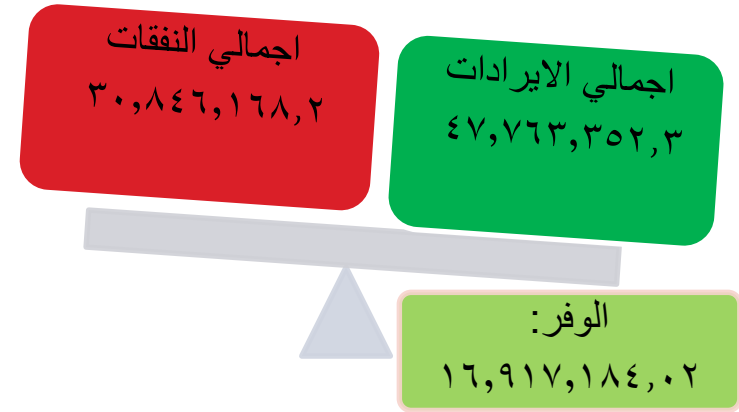 اجمالي الايرادات
٤٧,٧٦٣,٣٥٢,٣
اجمالي النفقات
٣٠,٨٤٦,١٦٨,٢
الوفر:
١٦,٩١٧,١٨٤,٠٢